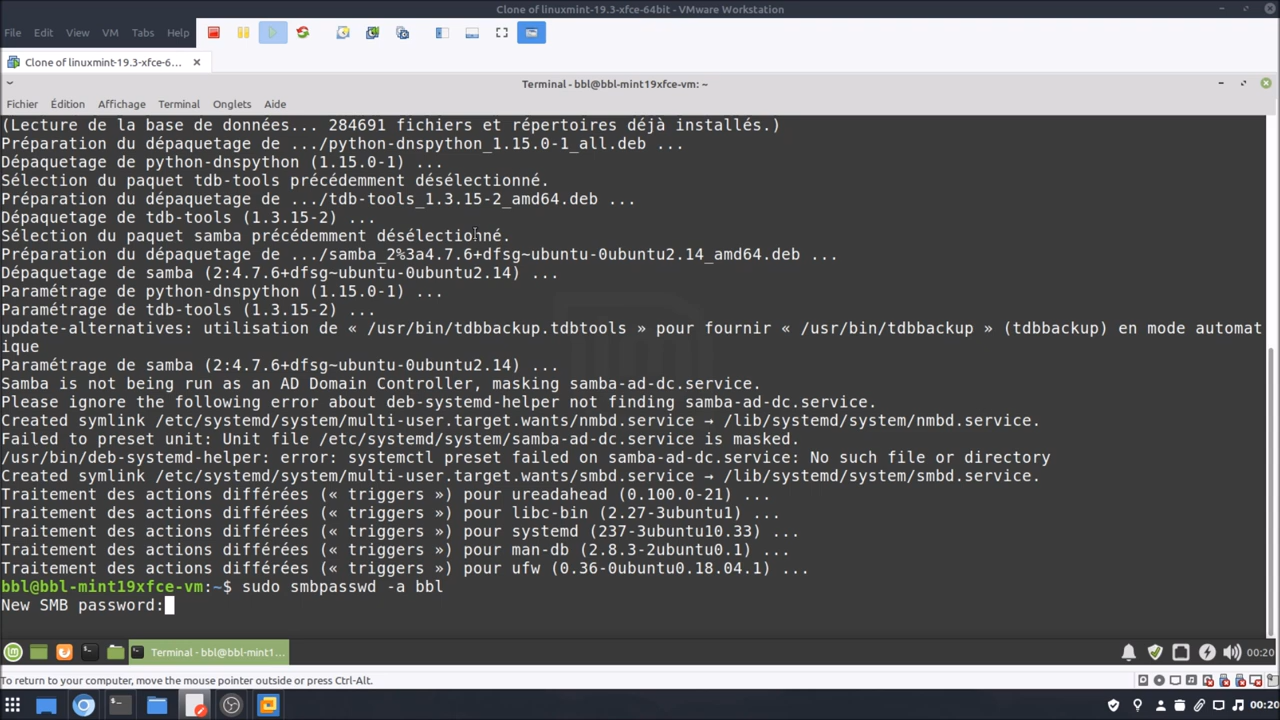 Clone of linuxmint-19.3-xfce-64bit - VMware Workstation
File Edit View VM Tabs Help
Clone of linuxmint-19.3-xfce-6...
Terminal - bbl@bbl-mint19xfce-vm: ~
Fichier Édition Affichage Terminal Onglets Aide
(Lecture de la base de données... 284691 fichiers et répertoires déjà installés.)
Préparation du dépaquetage de .../python-dnspython_1.15.0-1_all.deb ...
Dépaquetage de python-dnspython (1.15.0-1) ...
Sélection du paquet tdb-tools précédemment désélectionné.
Préparation du dépaquetage de .../tdb-tools_1.3.15-2_amd64.deb ...
Dépaquetage de tdb-tools (1.3.15-2) ...
Sélection du paquet samba précédemment désélectionné.
Préparation du dépaquetage de .../samba_2%3a4.7.6+dfsg~ubuntu-0ubuntu2.14_amd64.deb ...
Dépaquetage de samba (2:4.7.6+dfsg~ubuntu-0ubuntu2.14) ...
Paramétrage de python-dnspython (1.15.0-1) ...
Paramétrage de tdb-tools (1.3.15-2) ...
update-alternatives: utilisation de « /usr/bin/tdbbackup.tdbtools » pour fournir « /usr/bin/tdbbackup » (tdbbackup) en mode automat
ique
Paramétrage de samba (2:4.7.6+dfsg~ubuntu-0ubuntu2.14) ...
Samba is not being run as an AD Domain Controller, masking samba-ad-dc.service.
Please ignore the following error about deb-systemd-helper not finding samba-ad-dc.service.
Created symlink /etc/systemd/system/multi-user.target.wants/nmbd.service → /lib/systemd/system/nmbd.service.
Failed to preset unit: Unit file /etc/systemd/system/samba-ad-dc.service is masked.
/usr/bin/deb-systemd-helper: error: systemctl preset failed on samba-ad-dc.service: No such file or directory
Created symlink /etc/systemd/system/multi-user.target.wants/smbd.service → /lib/systemd/system/smbd.service.
Traitement des actions différées (« triggers ») pour ureadahead (0.100.0-21) ...
Traitement des actions différées (« triggers ») pour libc-bin (2.27-3ubuntu1) ...
Traitement des actions différées (« triggers ») pour systemd (237-3ubuntu10.33) ...
Traitement des actions différées (« triggers ») pour man-db (2.8.3-2ubuntu0.1) ...
Traitement des actions différées (« triggers ») pour ufw (0.36-0ubuntu0.18.04.1) ...
bbl@bbl-mint19xfce-vm:~$ sudo smbpasswd -a bbl
New SMB password:
Terminal - bbl@bbl-mint1... 00:20
To return to your computer, move the mouse pointer outside or press Ctrl-Alt.
00:20